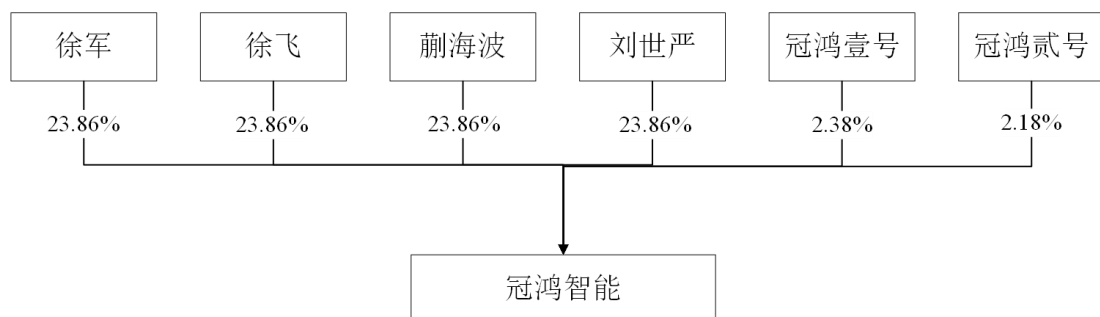 徐军
徐飞
蒯海波
刘世严
冠鸿壹号
冠鸿贰号
23.86%
23.86%
23.86%
23.86%
2.38%
2.18%
冠鸿智能